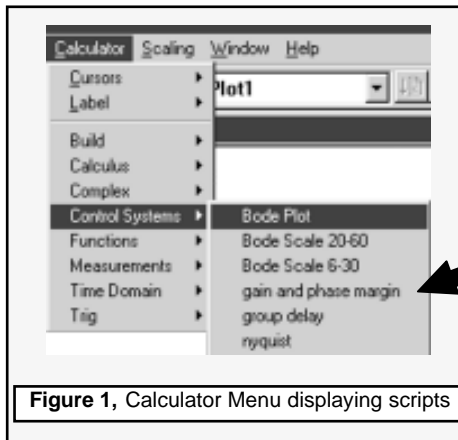 Calculator Scaling Window Help
Cursors
Label
Plot1
Build
Calculus
Complex
Control Systems
Functions
Measurements
Time Domain
Trig
Bode Plot
Bode Scale 20-60
Bode Scale 6-30
gain and phase margin
group delay
nyquist
Figure 1, Calculator Menu displaying scripts